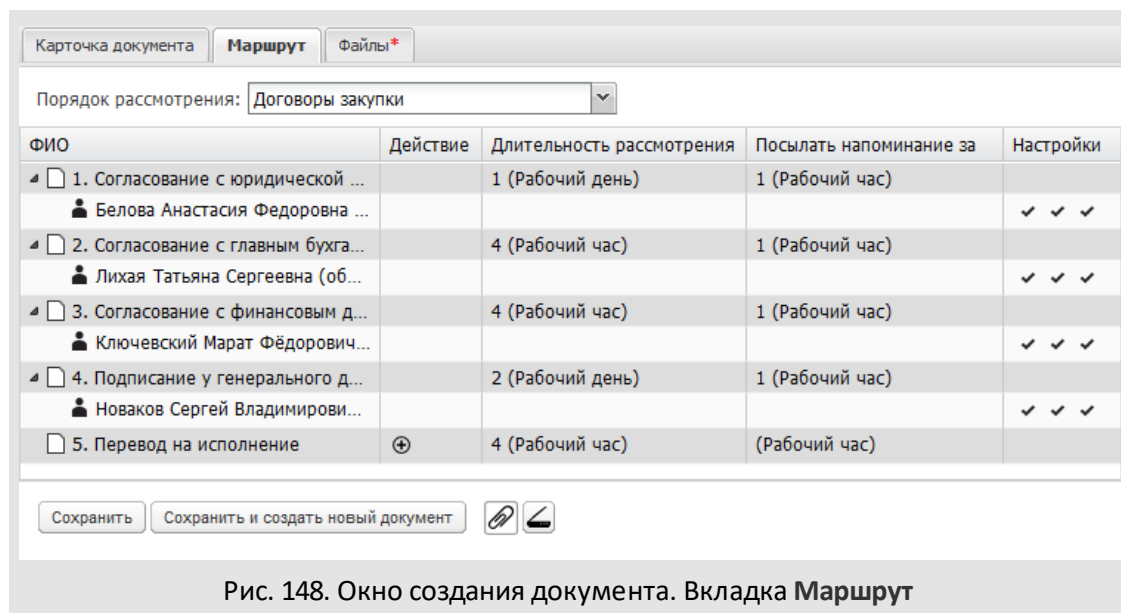 Карточка документа Маршрут Файлы*
Порядок рассмотрения: Договоры закупки
ФИО Действие Длительность рассмотрения Посылать напоминание за Настройки
1. Согласование с юридической ... 1 (Рабочий день) 1 (Рабочий час)
Белова Анастасия Федоровна ...
2. Согласование с главным бухга... 4 (Рабочий час) 1 (Рабочий час)
Лихая Татьяна Сергеевна (об...
3. Согласование с финансовым д... 4 (Рабочий час) 1 (Рабочий час)
Ключевский Марат Фёдорович...
4. Подписание у генерального д... 2 (Рабочий день) 1 (Рабочий час)
Новаков Сергей Владимирови...
5. Перевод на исполнение 4 (Рабочий час) (Рабочий час)
Сохранить Сохранить и создать новый документ
Рис. 148. Окно создания документа. Вкладка Маршрут